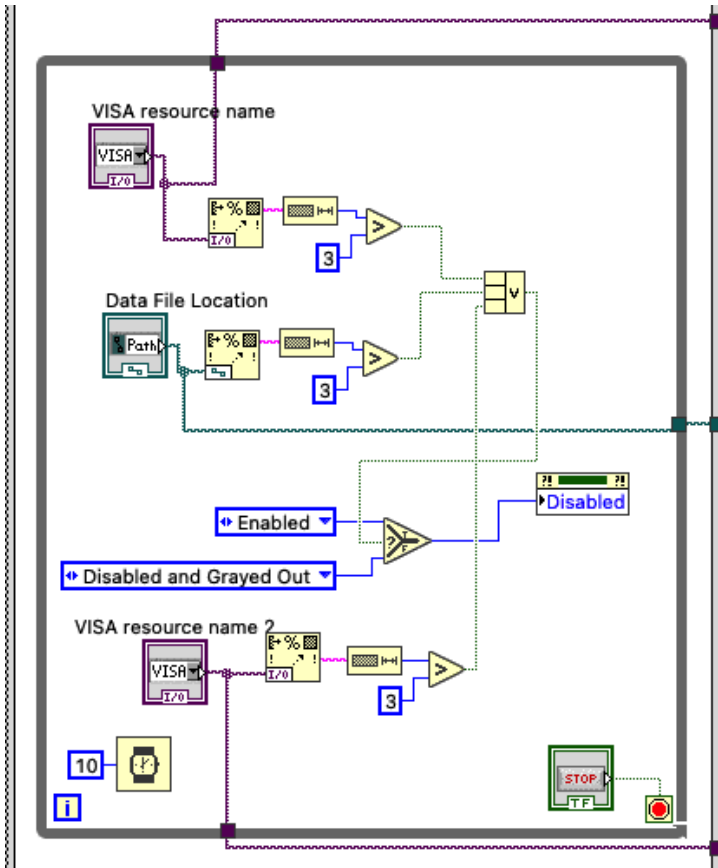 VISA resource name
VISA
I/O
% 
I/O
>
3
Data File Location
Path
%
>
3
V
?! ?!
Disabled
Enabled
? T F
Disabled and Grayed Out
VISA resource name 2
VISA
I/O
%
I/O
>
3
10
i
STOP
TF